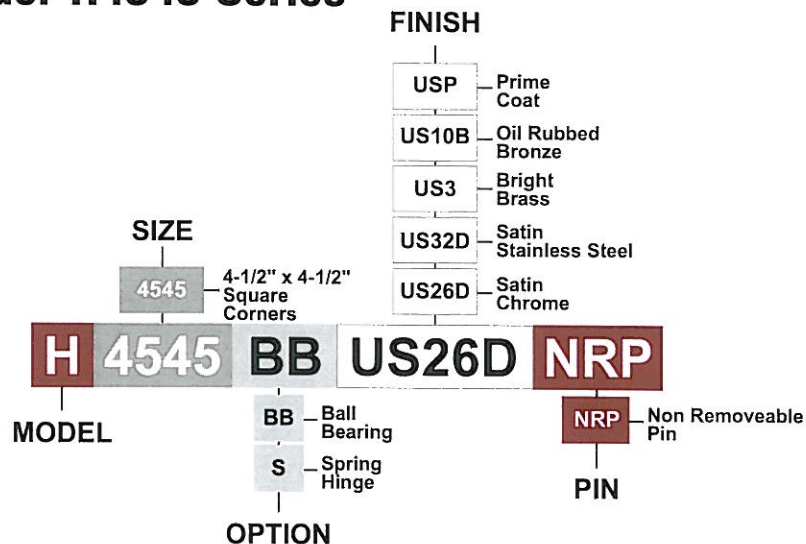 FINISH
USP
Prime
Coat
US10B
Oil Rubbed
Bronze
US3
Bright
Brass
US32D
Satin
Stainless Steel
US26D
Satin
Chrome
SIZE
4545
4-1/2" x 4-1/2"
Square
Corners
H 4545 BB US26D NRP
MODEL
BB
Ball
Bearing
S
Spring
Hinge
OPTION
NRP
Non Removeable
Pin
PIN